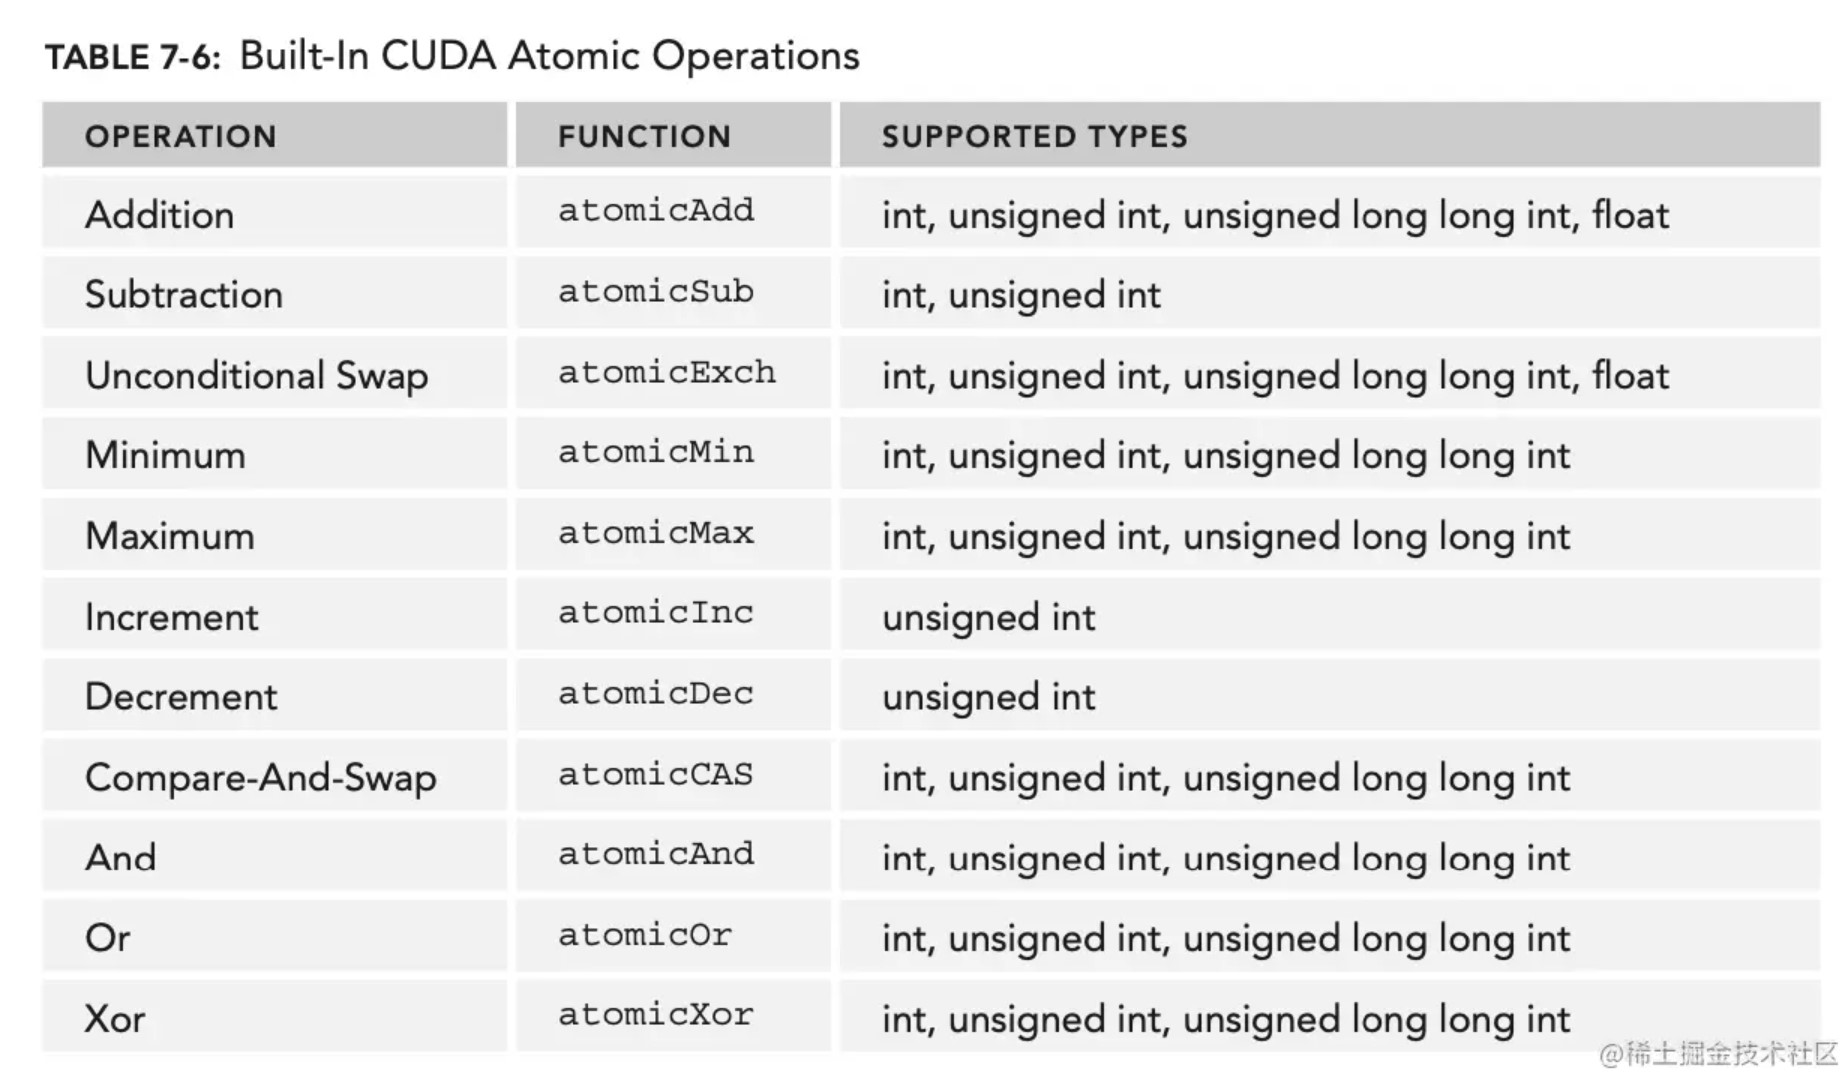 TABLE 7-6: Built-In CUDA Atomic Operations
OPERATION FUNCTION SUPPORTED TYPES
Addition atomicAdd int, unsigned int, unsigned long long int, float
Subtraction atomicSub int, unsigned int
Unconditional Swap atomicExch int, unsigned int, unsigned long long int, float
Minimum atomicMin int, unsigned int, unsigned long long int
Maximum atomicMax int, unsigned int, unsigned long long int
Increment atomicInc unsigned int
Decrement atomicDec unsigned int
Compare-And-Swap atomicCAS int, unsigned int, unsigned long long int
And atomicAnd int, unsigned int, unsigned long long int
Or atomicOr int, unsigned int, unsigned long long int
Xor atomicXor int, unsigned int, unsigned long long int
@稀土掘金技术社区